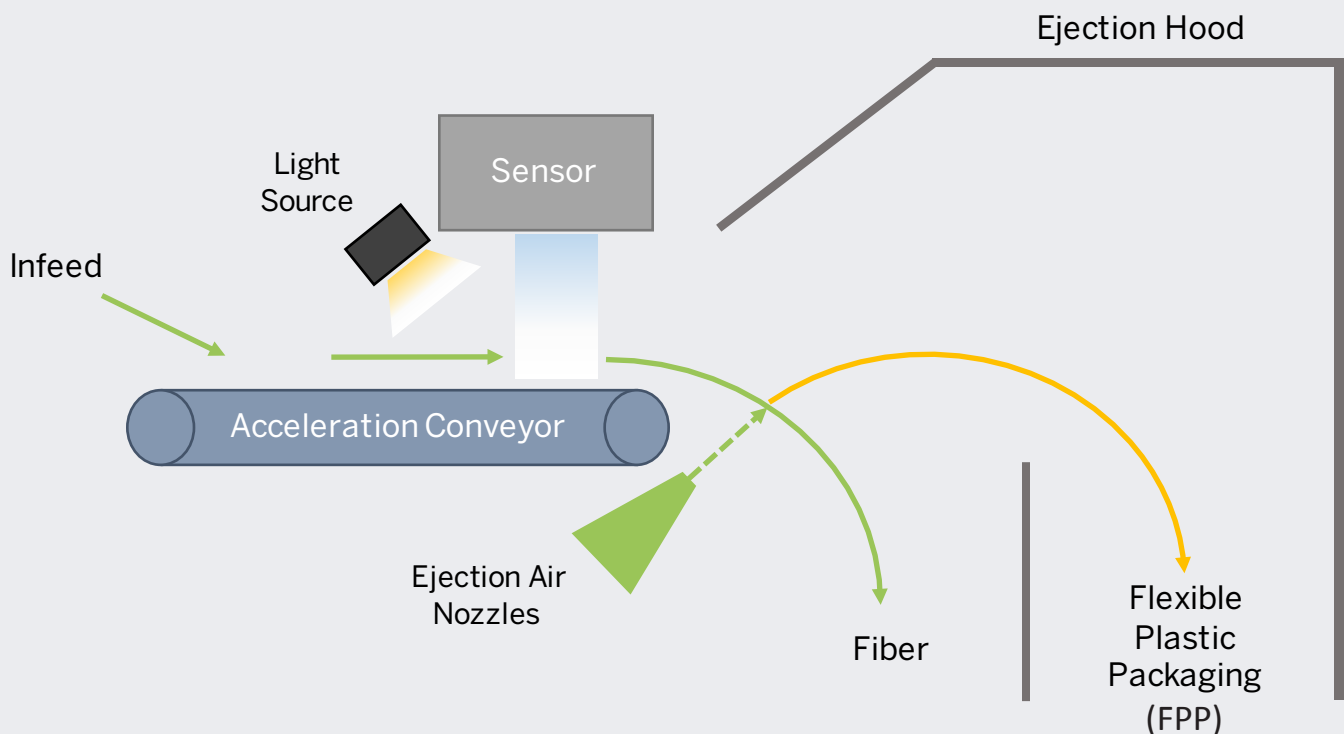 Ejection Hood
Light
Source
Sensor
Infeed
Acceleration Conveyor
Ejection Air
Nozzles
Fiber
Flexible
Plastic
Packaging
(FPP)